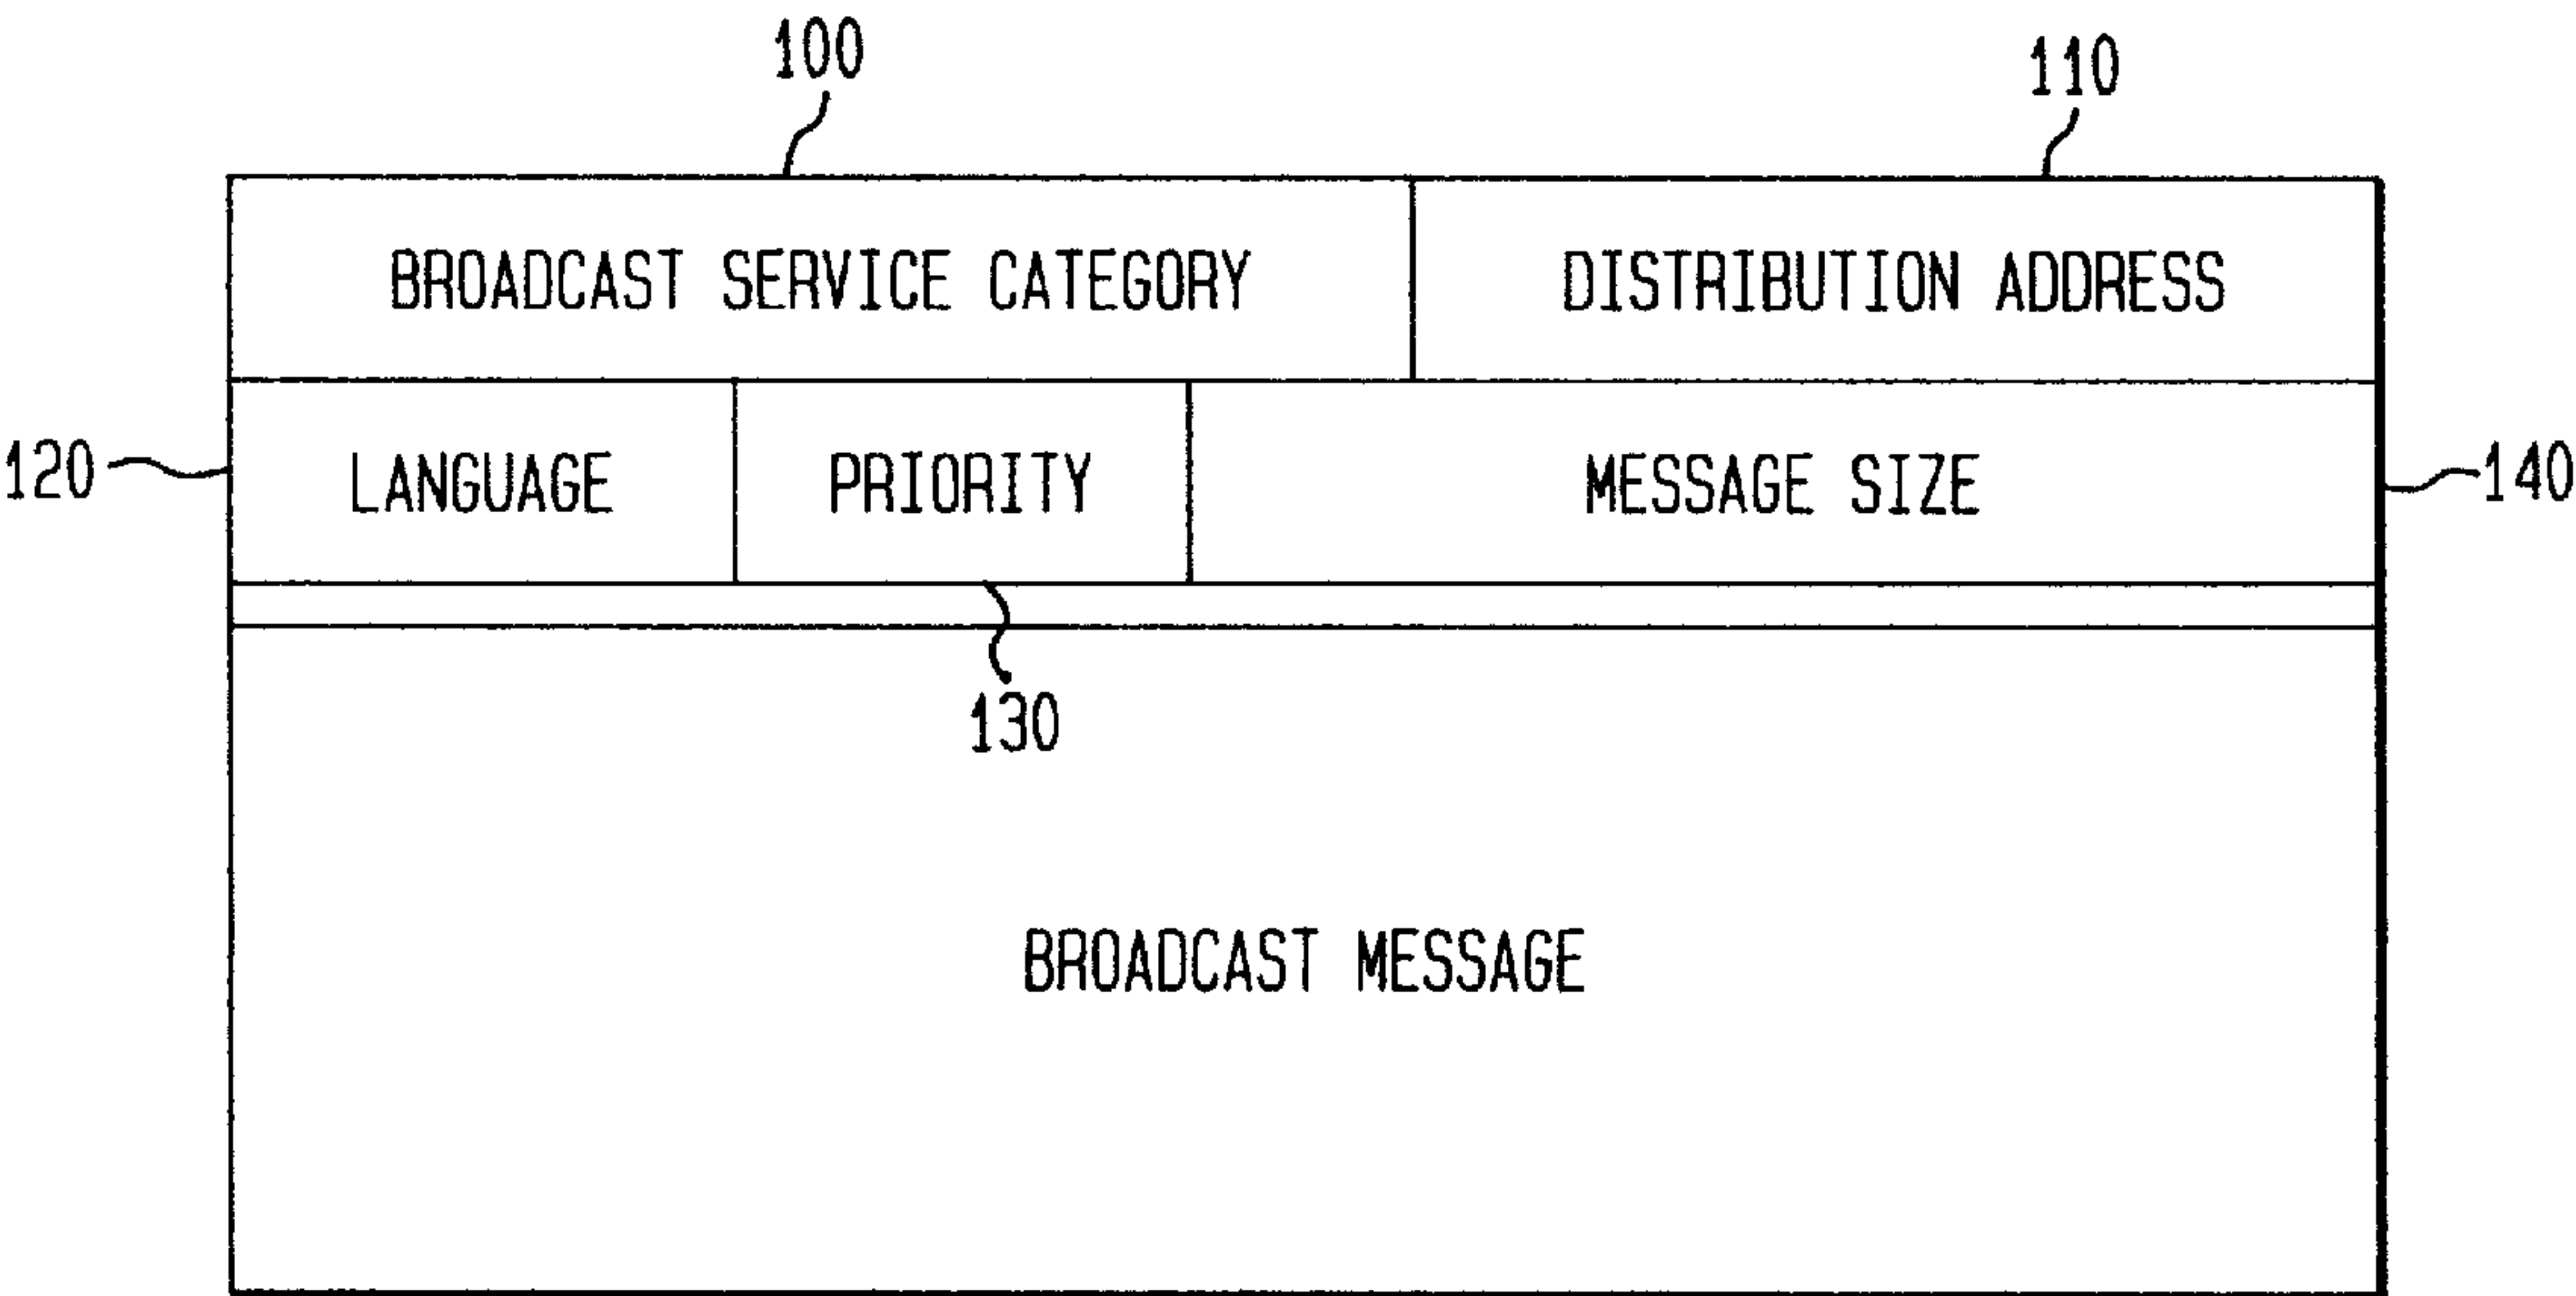 100
110
BROADCAST SERVICE CATEGORY
DISTRIBUTION ADDRESS
120
LANGUAGE
PRIORITY
MESSAGE SIZE
140
130
BROADCAST MESSAGE